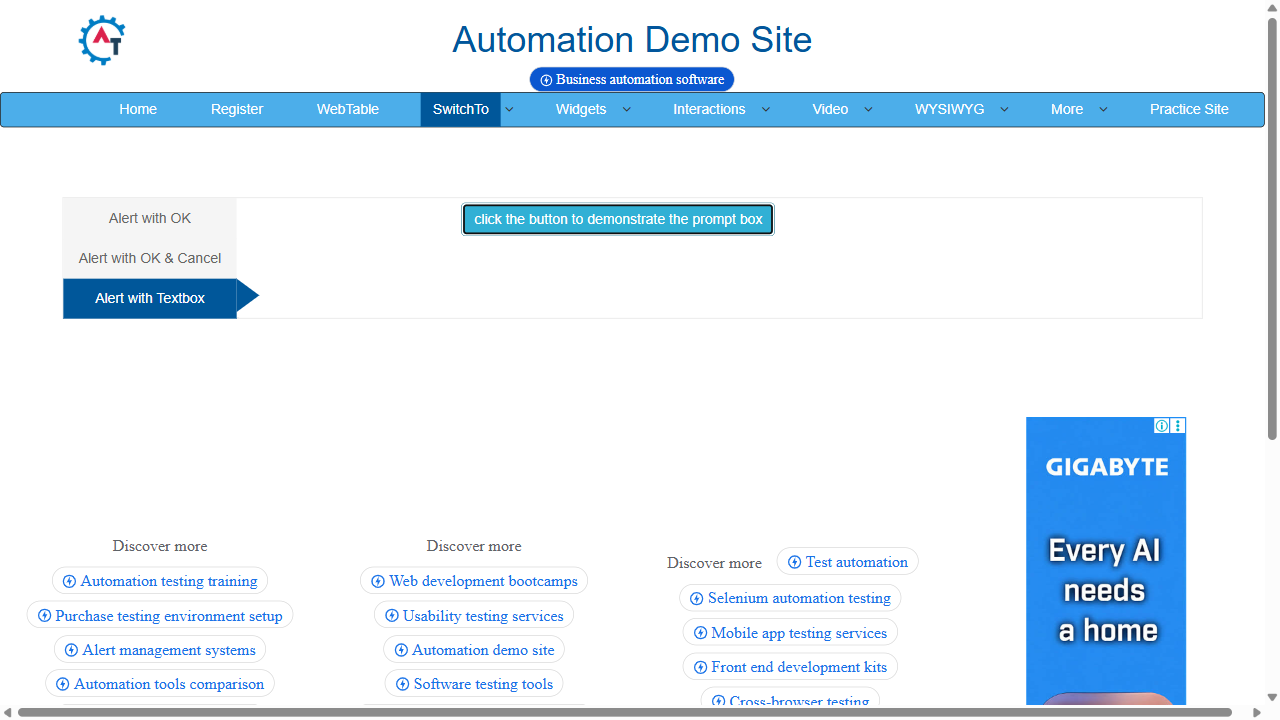 AT
Automation Demo Site
Business automation software
Home Register WebTable SwitchTo Widgets Interactions Video WYSIWYG More Practice Site
Alert with OK
click the button to demonstrate the prompt box
Alert with OK & Cancel
Alert with Textbox
GIGABYTE
Every AI
needs
a home
Discover more
Automation testing training
Purchase testing environment setup
Alert management systems
Automation tools comparison
Discover more
Web development bootcamps
Usability testing services
Automation demo site
Software testing tools
Discover more
Test automation
Selenium automation testing
Mobile app testing services
Front end development kits
Cross-browser testing